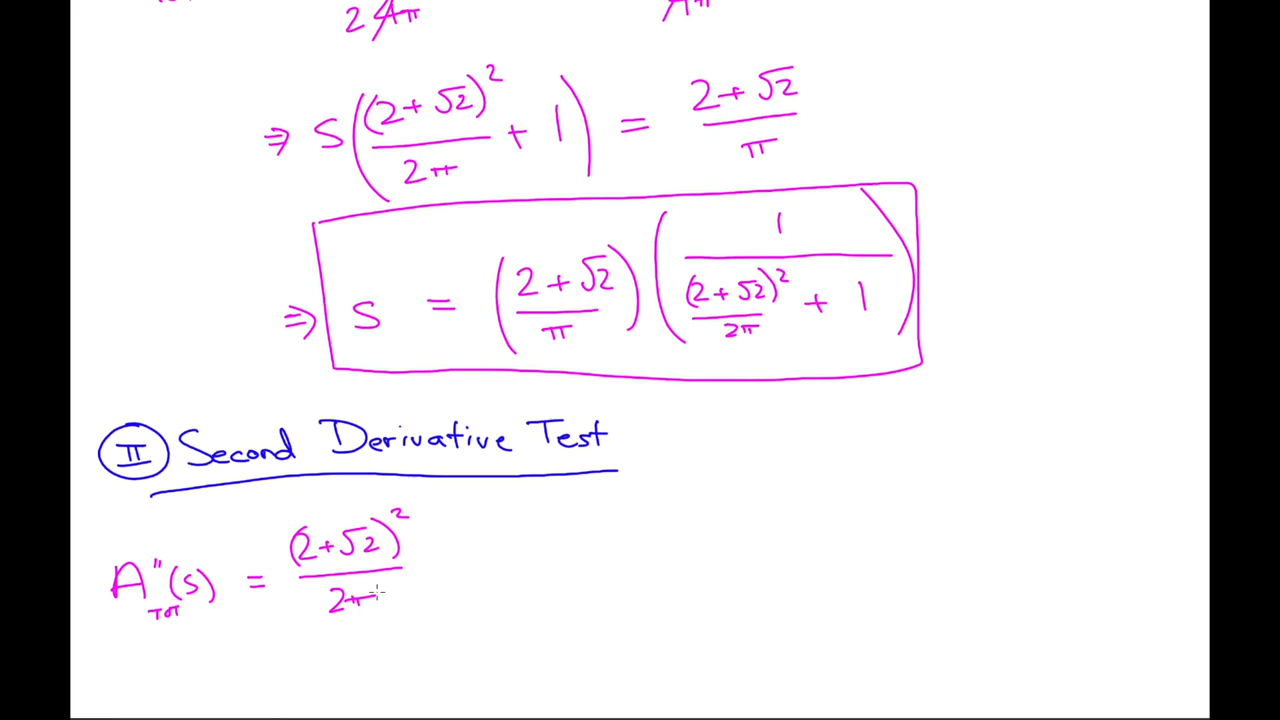 2π π
⇒ S((2+√2)²/2π + 1) = (2+√2)/π
⇒ S = ((2+√2)/π)(1/((2+√2)²/2π + 1))
II Second Derivative Test
A"TOT(S) = (2+√2)²/2π